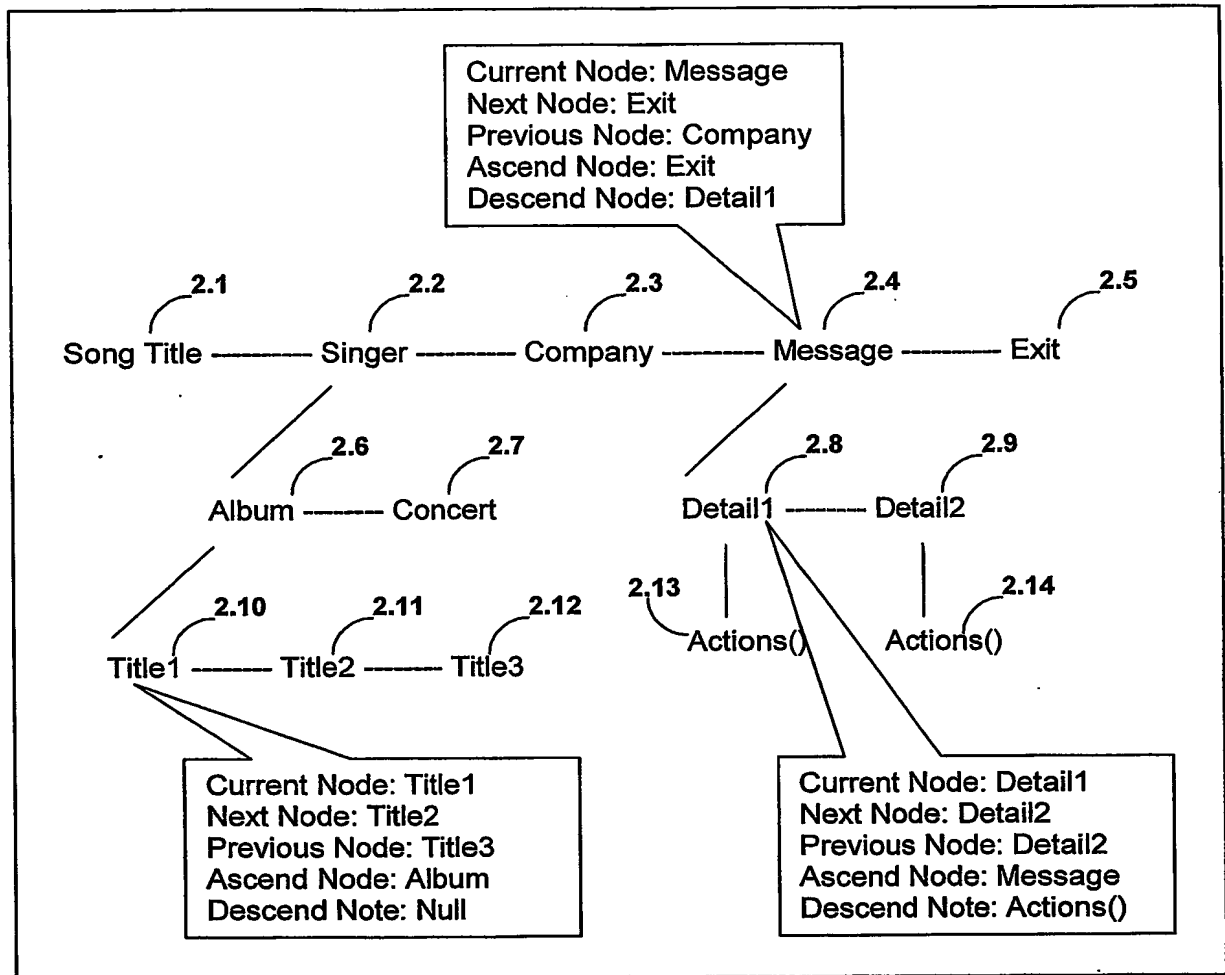 Current Node: Message
Next Node: Exit
Previous Node: Company
Ascend Node: Exit
Descend Node: Detail1
2.1 2.2 2.3 2.4 2.5
Song Title Singer Company Message Exit
2.6 2.7 2.8 2.9
Album Concert Detail1 Detail2
2.10 2.11 2.12 2.13 2.14
Title1 Title2 Title3 Actions() Actions()
Current Node: Title1
Next Node: Title2
Previous Node: Title3
Ascend Node: Album
Descend Note: Null
Current Node: Detail1
Next Node: Detail2
Previous Node: Detail2
Ascend Node: Message
Descend Note: Actions()